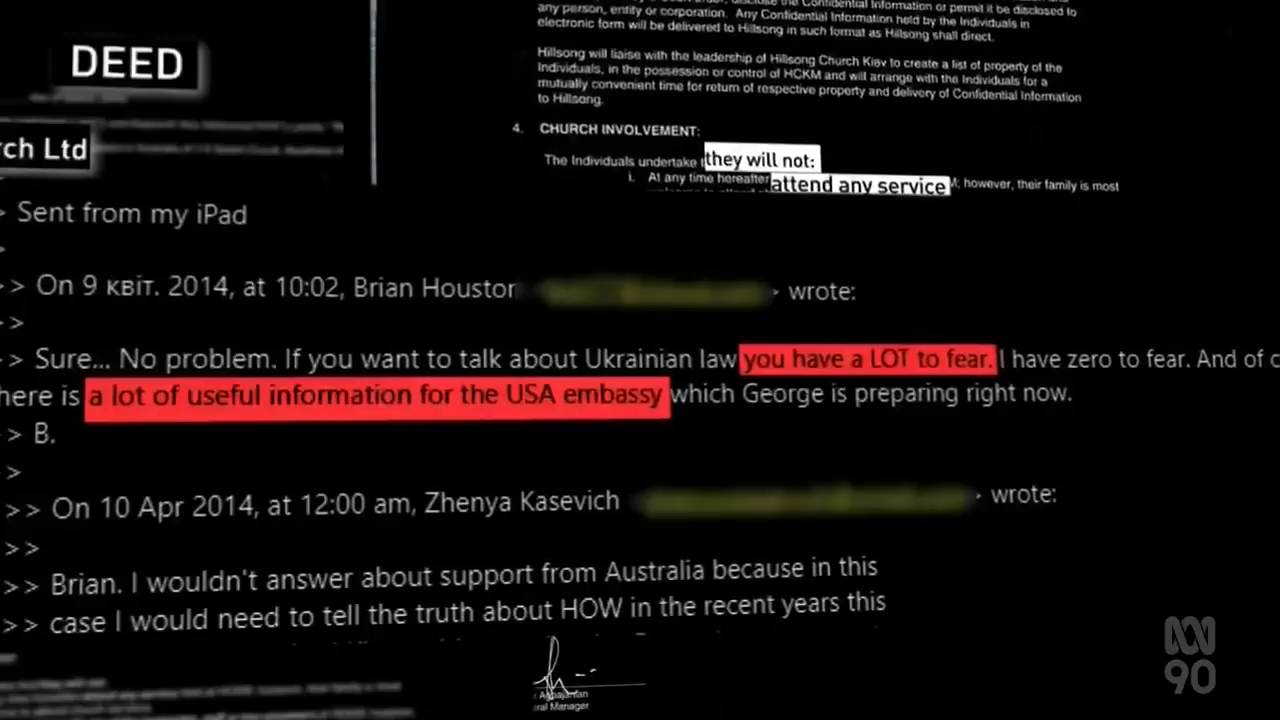 DEED
rch Ltd
any person, entity or corporation. Any Confidential Information held by the Individuals in
electronic form will be delivered to Hillsong in such format as Hillsong shall direct.
Hillsong will liaise with the leadership of Hillsong Church Kiev to create a list of property of the
Individuals, in the possession or control of HCKM and will arrange with the Individuals for a
mutually convenient time for return of respective property and delivery of Confidential Information
to Hillsong.
4. CHURCH INVOLVEMENT:
The Individuals undertake they will not:
i. At any time hereafter attend any service M; however, their family is most
> Sent from my iPad
>
> > On 9 квіт. 2014, at 10:02, Brian Houston > wrote:
> >
> > Sure... No problem. If you want to talk about Ukrainian law you have a LOT to fear. I have zero to fear. And of c
here is a lot of useful information for the USA embassy which George is preparing right now.
> > B.
> >
> >> On 10 Apr 2014, at 12:00 am, Zhenya Kasevich > wrote:
> >>
> >> Brian. I wouldn't answer about support from Australia because in this
> >> case I would need to tell the truth about HOW in the recent years this
Aghajanian
ral Manager
90